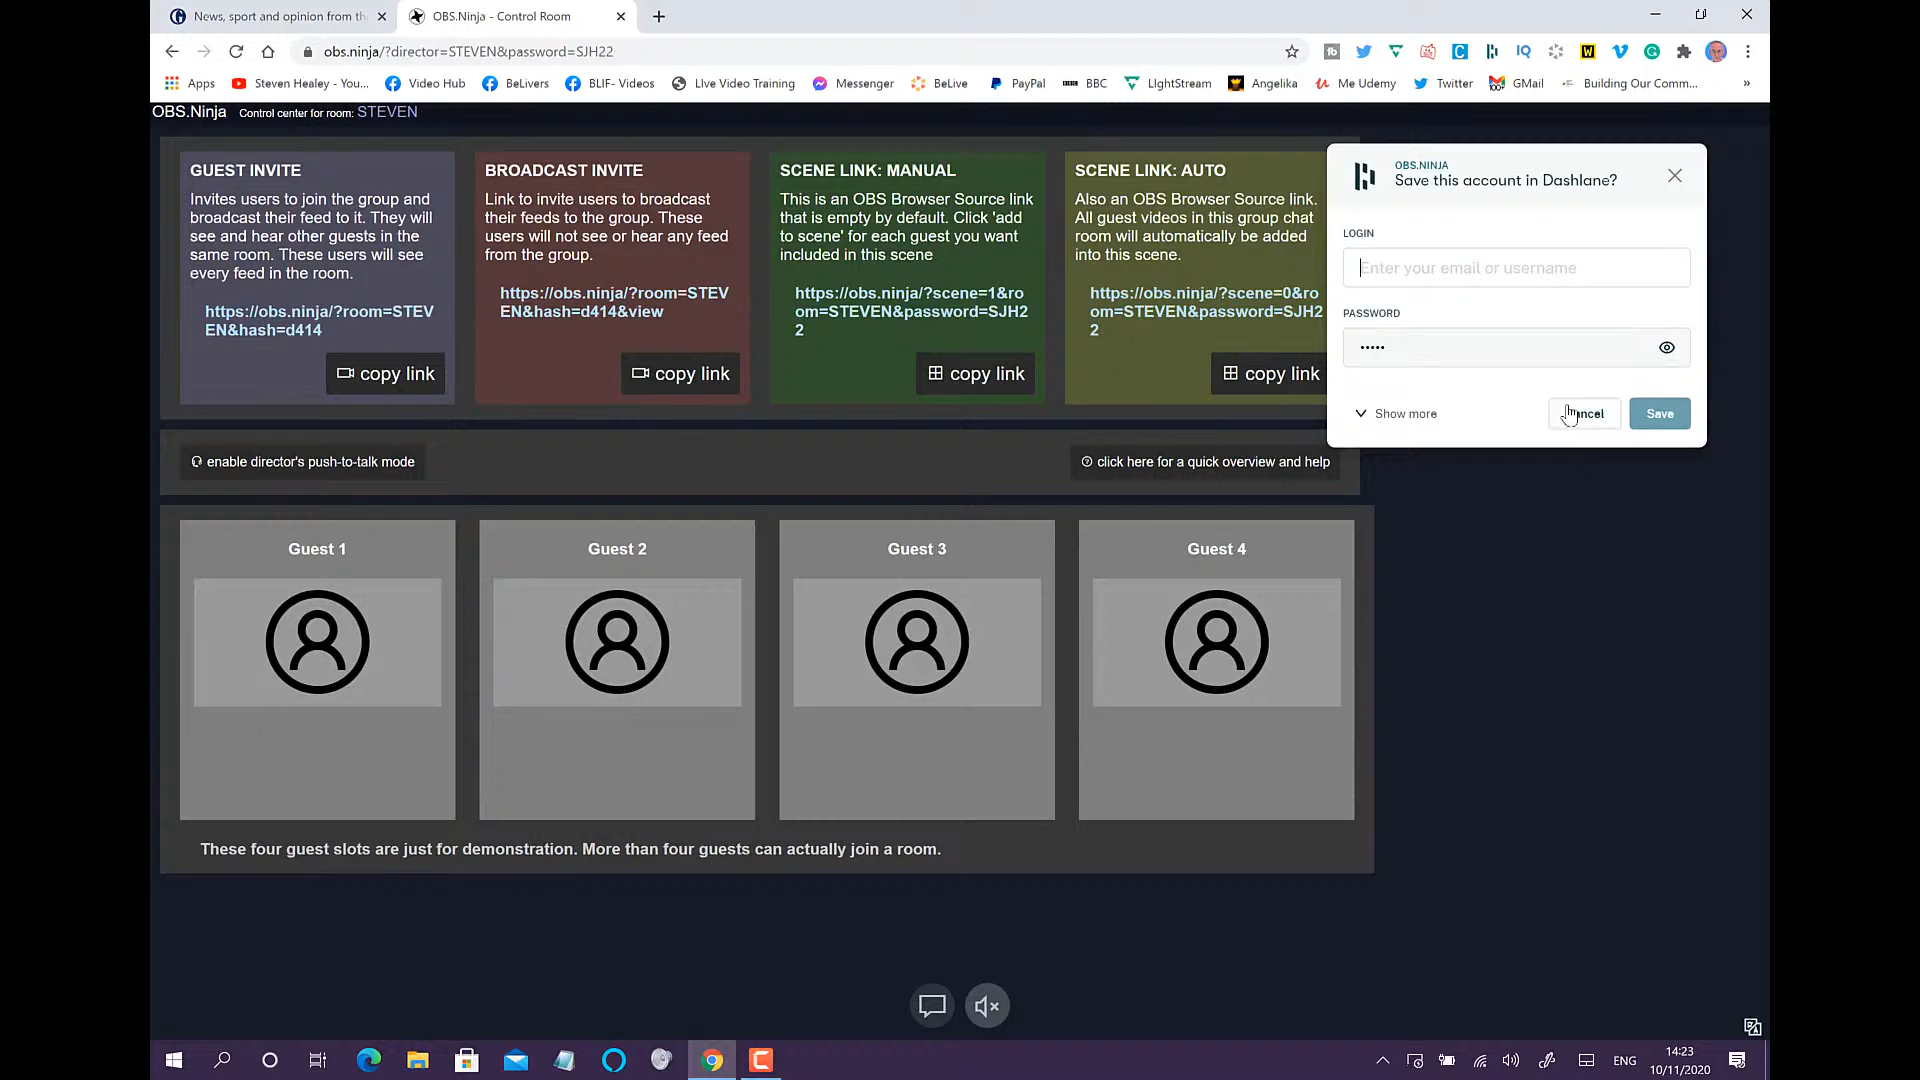 News, sport and opinion from th
OBS.Ninja - Control Room
obs.ninja/?director=STEVEN&password=SJH22
Apps
Steven Healey - You...
Video Hub
BeLivers
BLIF- Videos
LIve Video Training
Messenger
BeLive
PayPal
BBC
LIghtStream
Angelika
Me Udemy
Twitter
GMail
Building Our Comm...
»
OBS.Ninja Control center for room: STEVEN
GUEST INVITE
Invites users to join the group and
broadcast their feed to it. They will
see and hear other guests in the
same room. These users will see
every feed in the room.
https://obs.ninja/?room=STEV
EN&hash=d414
copy link
BROADCAST INVITE
Link to invite users to broadcast
their feeds to the group. These
users will not see or hear any feed
from the group.
https://obs.ninja/?room=STEV
EN&hash=d414&view
copy link
SCENE LINK: MANUAL
This is an OBS Browser Source link
that is empty by default. Click 'add
to scene' for each guest you want
included in this scene
https://obs.ninja/?scene=1&ro
om=STEVEN&password=SJH2
2
copy link
SCENE LINK: AUTO
Also an OBS Browser Source link.
All guest videos in this group chat
room will automatically be added
into this scene.
https://obs.ninja/?scene=0&ro
om=STEVEN&password=SJH2
2
copy link
OBS.NINJA
Save this account in Dashlane?
LOGIN
Enter your email or username
PASSWORD
•••••
Show more
Save
enable director's push-to-talk mode
click here for a quick overview and help
Guest 1
Guest 2
Guest 3
Guest 4
These four guest slots are just for demonstration. More than four guests can actually join a room.
ENG
14:23
10/11/2020